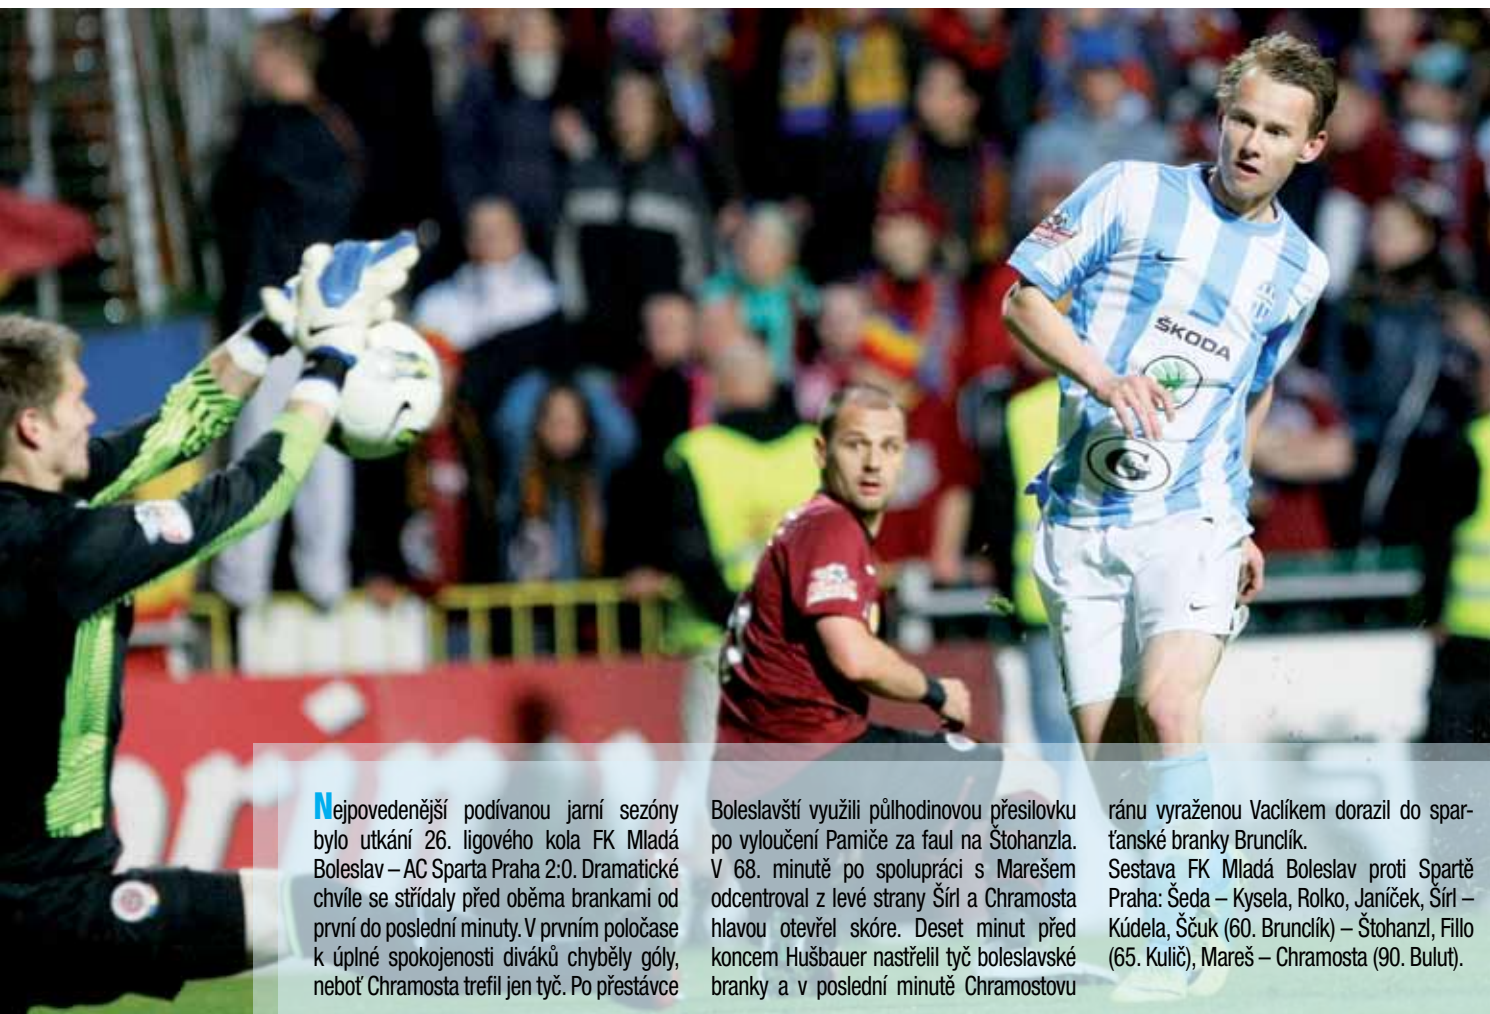 ŠKODA
G
Nejpovedenější podívanou jarní sezóny
bylo utkání 26. ligového kola FK Mladá
Boleslav – AC Sparta Praha 2:0. Dramatické
chvíle se střídaly před oběma brankami od
první do poslední minuty. V prvním poločase
k úplné spokojenosti diváků chyběly góly,
neboť Chramosta trefil jen tyč. Po přestávce
Boleslavští využili půlhodinovou přesilovku
po vyloučení Pamiče za faul na Štohanzla.
V 68. minutě po spolupráci s Marešem
odcentroval z levé strany Šírl a Chramosta
hlavou otevřel skóre. Deset minut před
koncem Hušbauer nastřelil tyč boleslavské
branky a v poslední minutě Chramostovu
ránu vyraženou Vaclíkem dorazil do spar-
ťanské branky Brunclík.
Sestava FK Mladá Boleslav proti Spartě
Praha: Šeda – Kysela, Rolko, Janíček, Šírl –
Kúdela, Ščuk (60. Brunclík) – Štohanzl, Fillo
(65. Kulič), Mareš – Chramosta (90. Bulut).